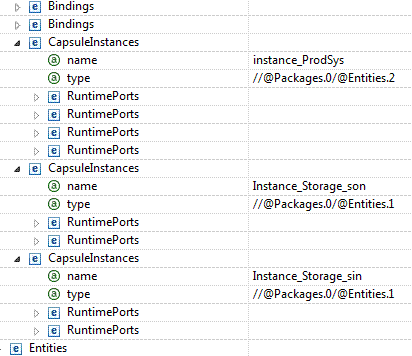 Bindings
Bindings
CapsuleInstances
name instance_ProdSys
type //@Packages.0/@Entities.2
RuntimePorts
RuntimePorts
RuntimePorts
RuntimePorts
CapsuleInstances
name Instance_Storage_son
type //@Packages.0/@Entities.1
RuntimePorts
RuntimePorts
CapsuleInstances
name Instance_Storage_sin
type //@Packages.0/@Entities.1
RuntimePorts
RuntimePorts
Entities